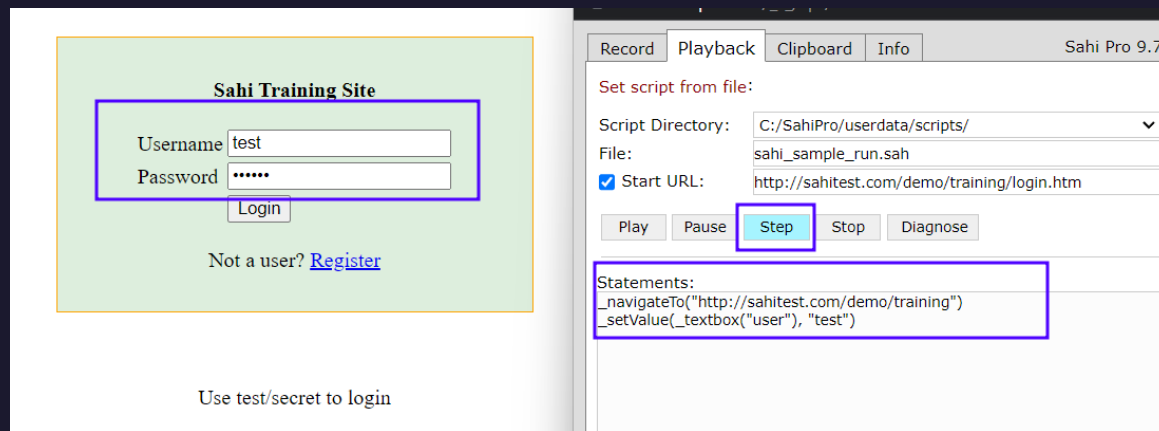 Sahi Training Site
Username test
Password ••••••
Login
Not a user? Register
Use test/secret to login
Record Playback Clipboard Info Sahi Pro 9.7
Set script from file:
Script Directory: C:/SahiPro/userdata/scripts/
File: sahi_sample_run.sah
Start URL: http://sahitest.com/demo/training/login.htm
Play Pause Step Stop Diagnose
Statements:
_navigateTo("http://sahitest.com/demo/training")
_setValue(_textbox("user"), "test")